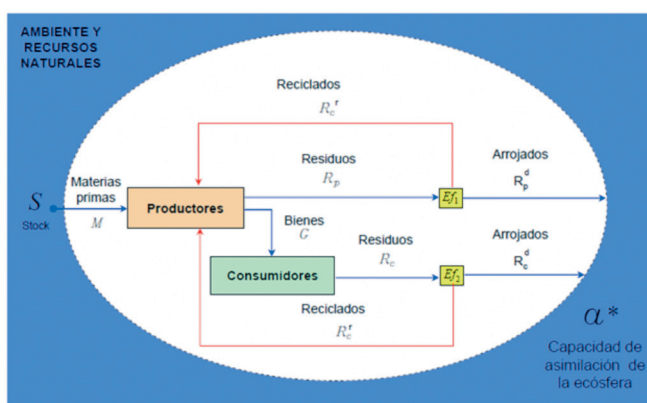 AMBIENTE Y
RECURSOS
NATURALES
Reciclados
R_c^r
Residuos
R_p
Arrojados
R_p^d
Materias
primas
M
S
Stock
Productores
Ef_1
Bienes
G
Residuos
R_c
Arrojados
R_c^d
Consumidores
Ef_2
Reciclados
R_c^r
α*
Capacidad de
asimilación de
la ecósfera